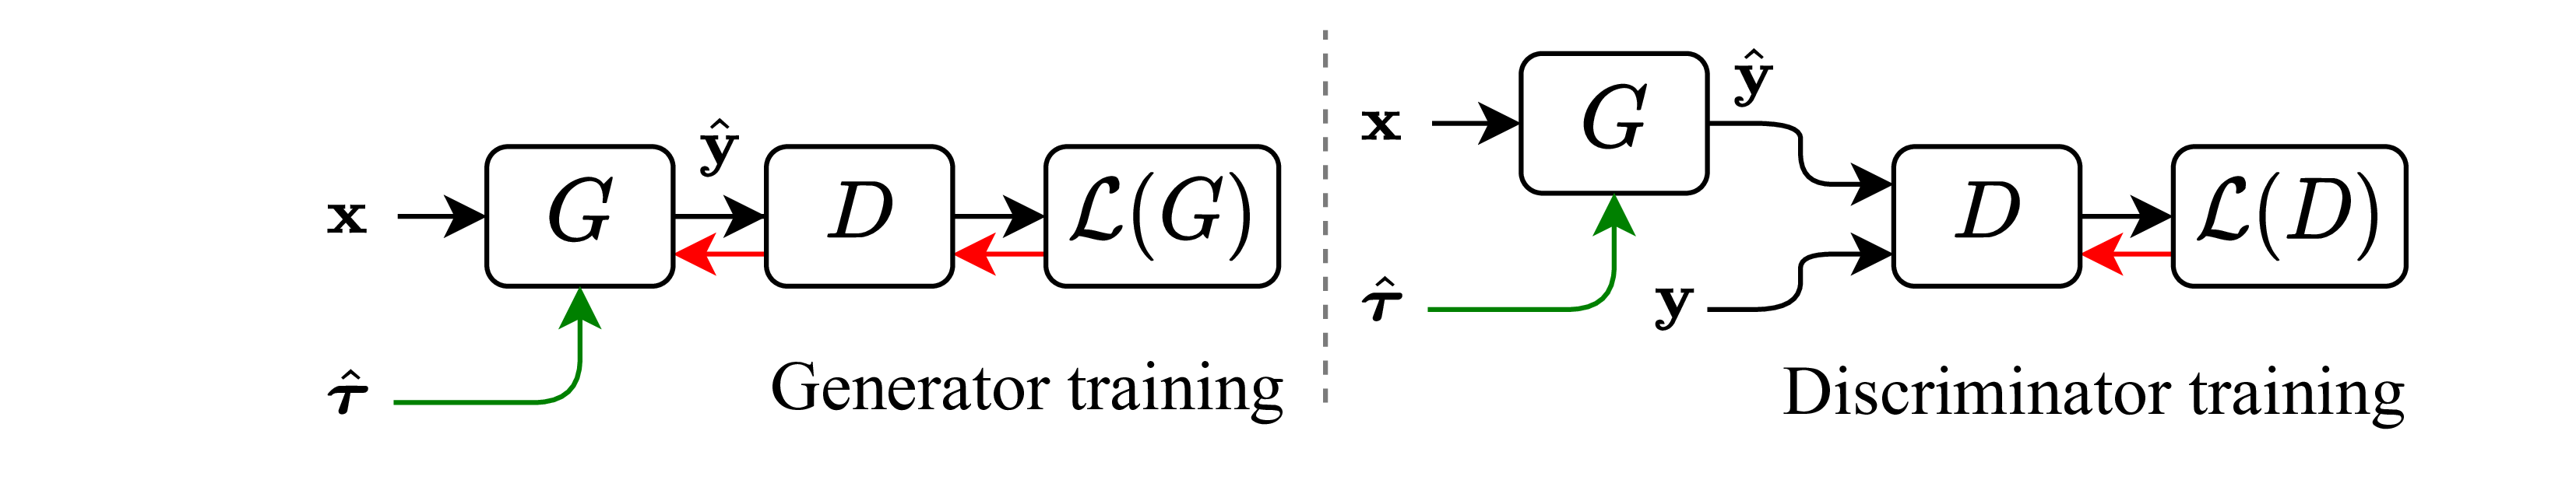 x G ŷ D ℒ(G)
τ̂
Generator training
x G ŷ
D ℒ(D)
τ̂ y
Discriminator training